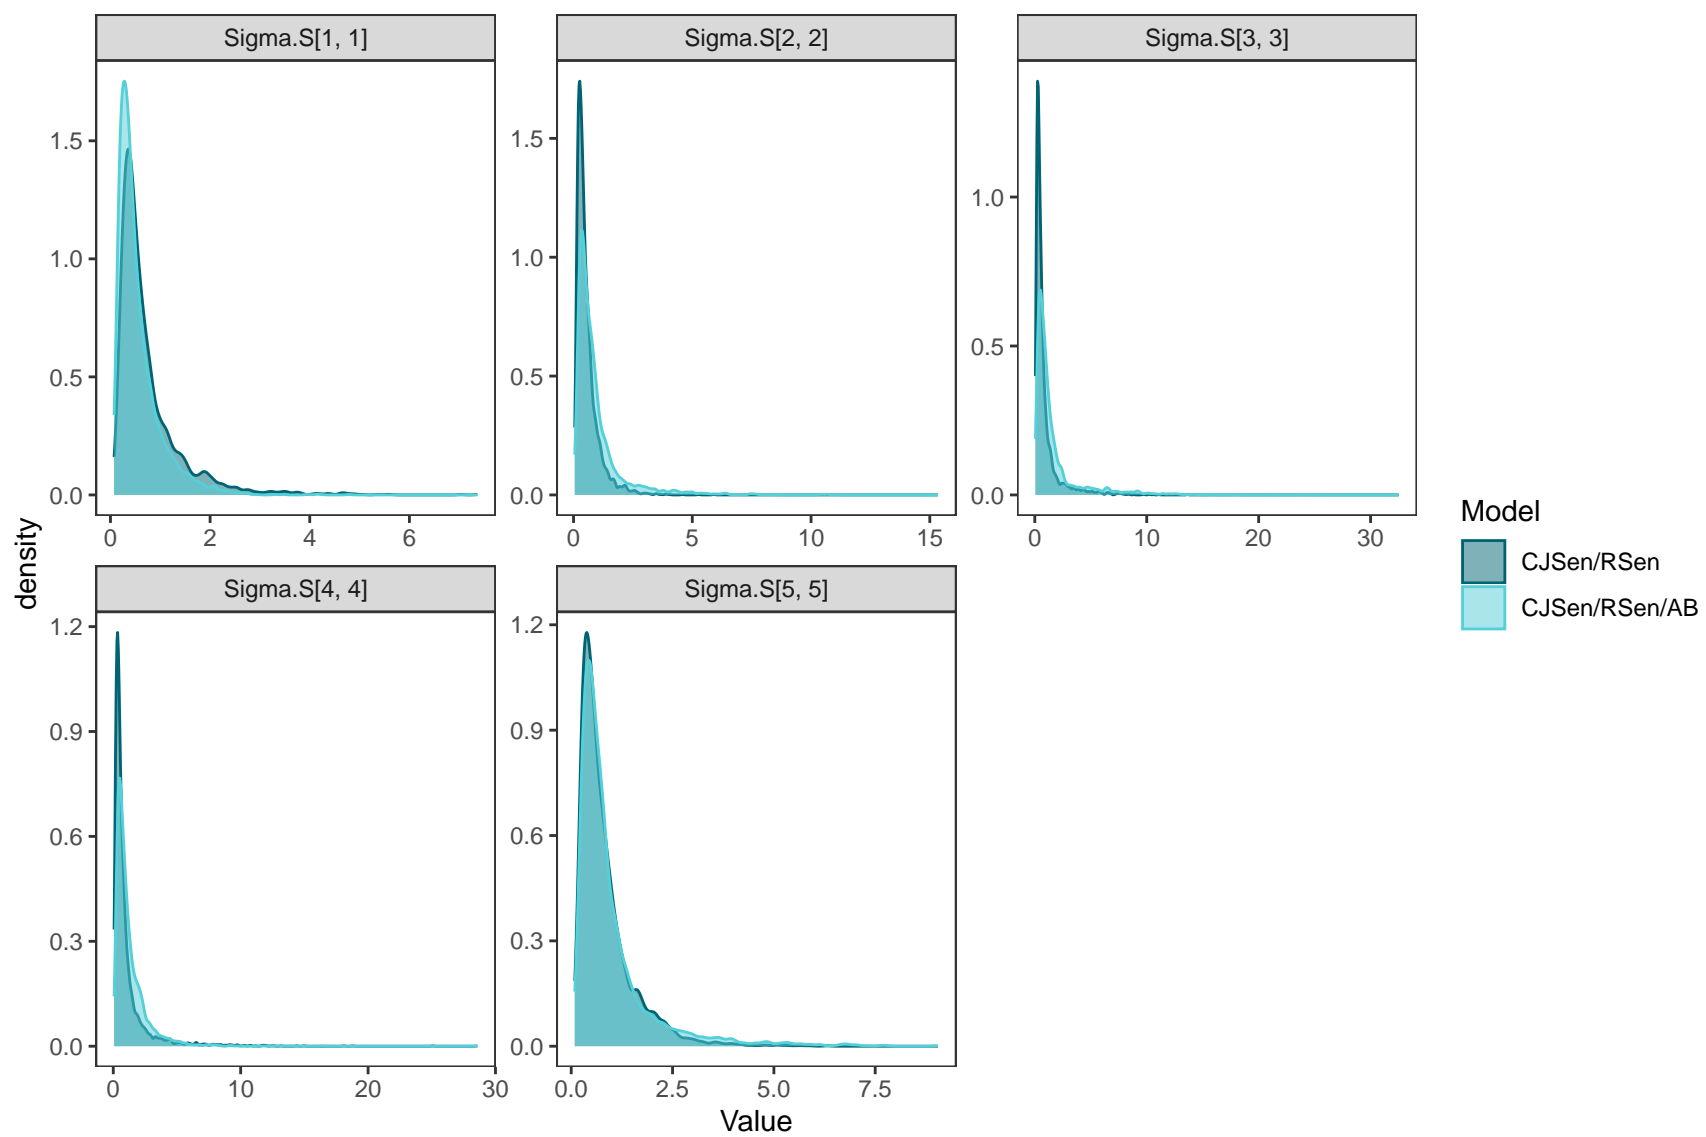 Sigma.S[1, 1]
Sigma.S[2, 2]
Sigma.S[3, 3]
1.5
1.0
0.5
0.0
0 2 4 6
1.5
1.0
0.5
0.0
0 5 10 15
1.0
0.5
0.0
0 10 20 30
density
Sigma.S[4, 4]
Sigma.S[5, 5]
1.2
0.9
0.6
0.3
0.0
0 10 20 30
1.2
0.9
0.6
0.3
0.0
0.0 2.5 5.0 7.5
Value
Model
CJSen/RSen
CJSen/RSen/AB